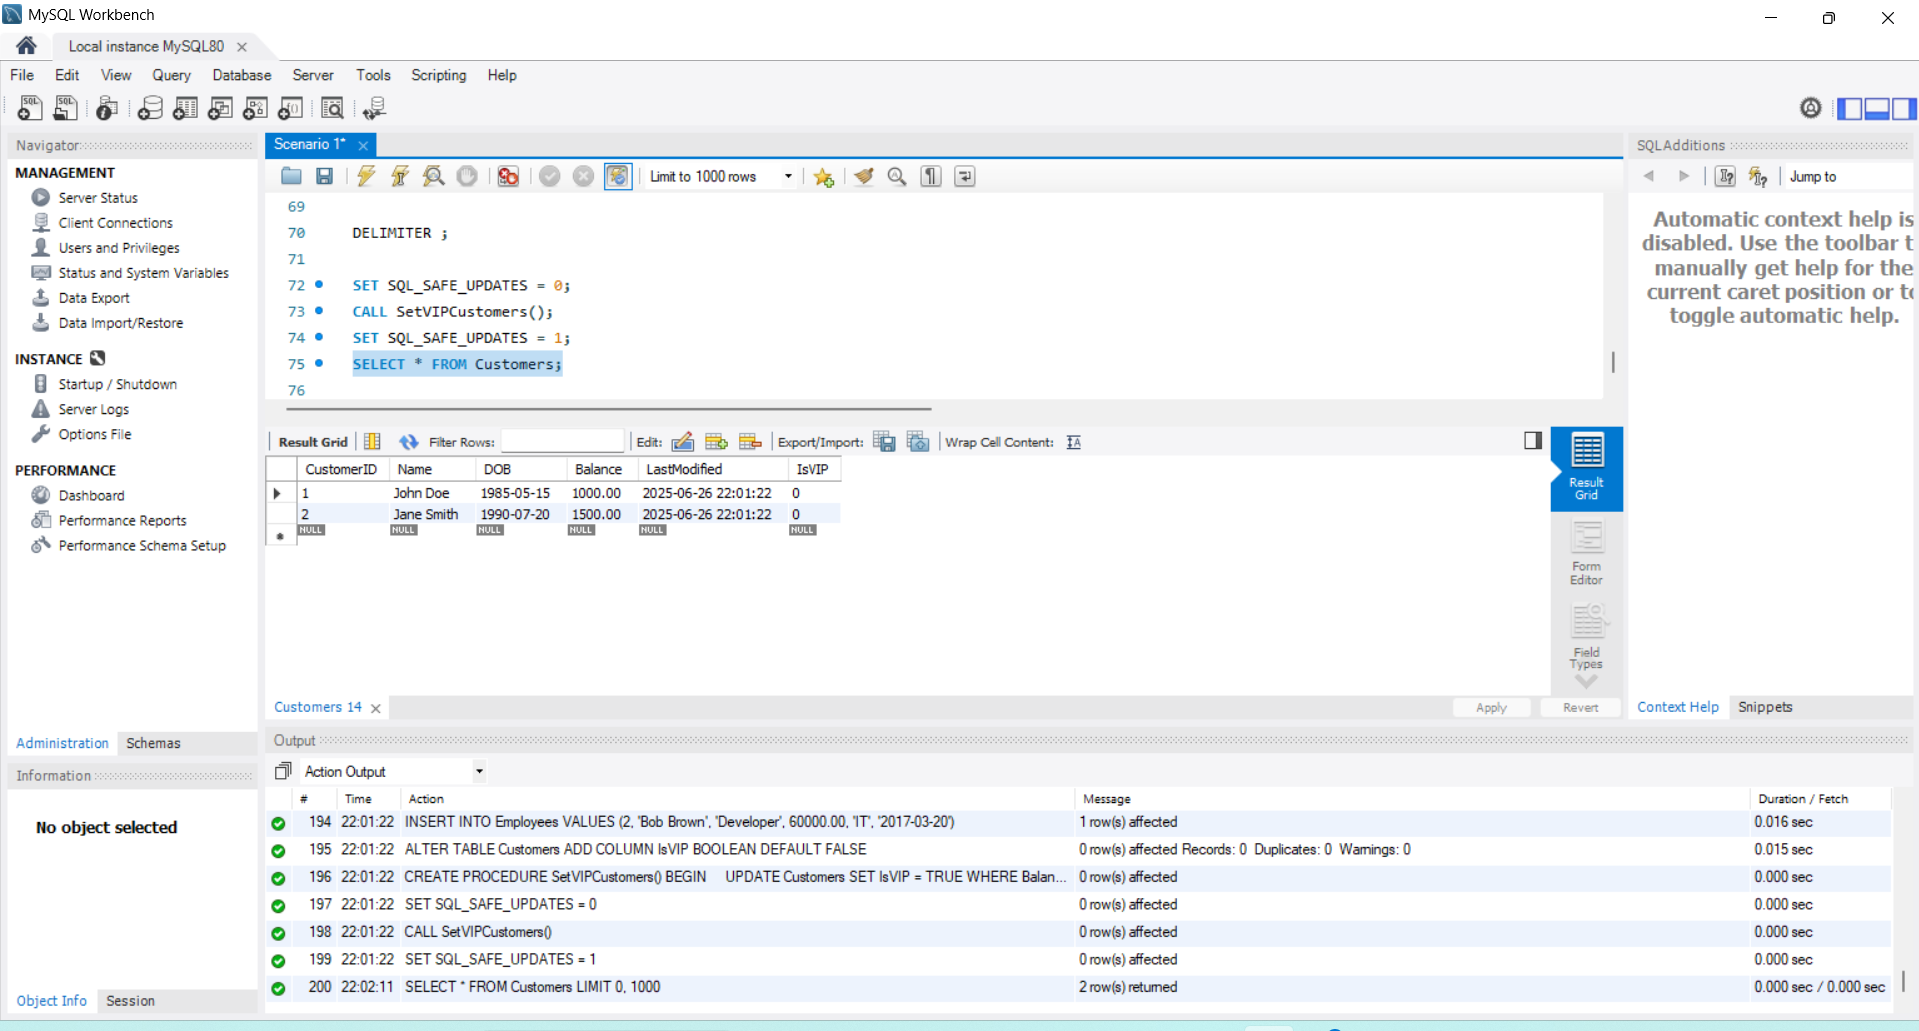 MySQL Workbench
Local instance MySQL80
File Edit View Query Database Server Tools Scripting Help
Navigator
MANAGEMENT
Server Status
Client Connections
Users and Privileges
Status and System Variables
Data Export
Data Import/Restore
INSTANCE
Startup / Shutdown
Server Logs
Options File
PERFORMANCE
Dashboard
Performance Reports
Performance Schema Setup
Administration Schemas
Information
No object selected
Object Info Session
Scenario 1*
Limit to 1000 rows
69
70 DELIMITER ;
71
72 SET SQL_SAFE_UPDATES = 0;
73 CALL SetVIPCustomers();
74 SET SQL_SAFE_UPDATES = 1;
75 SELECT * FROM Customers;
76
Result Grid Filter Rows: Edit: Export/Import: Wrap Cell Content:
CustomerID Name DOB Balance LastModified IsVIP
1 John Doe 1985-05-15 1000.00 2025-06-26 22:01:22 0
2 Jane Smith 1990-07-20 1500.00 2025-06-26 22:01:22 0
NULL NULL NULL NULL NULL NULL
Result
Grid
Form
Editor
Field
Types
Customers 14
Apply Revert
SQLAdditions
Jump to
Automatic context help is
disabled. Use the toolbar t
manually get help for the
current caret position or to
toggle automatic help.
Context Help Snippets
Output
Action Output
# Time Action Message Duration / Fetch
194 22:01:22 INSERT INTO Employees VALUES (2, 'Bob Brown', 'Developer', 60000.00, 'IT', '2017-03-20') 1 row(s) affected 0.016 sec
195 22:01:22 ALTER TABLE Customers ADD COLUMN IsVIP BOOLEAN DEFAULT FALSE 0 row(s) affected Records: 0 Duplicates: 0 Warnings: 0 0.015 sec
196 22:01:22 CREATE PROCEDURE SetVIPCustomers() BEGIN UPDATE Customers SET IsVIP = TRUE WHERE Balan... 0 row(s) affected 0.000 sec
197 22:01:22 SET SQL_SAFE_UPDATES = 0 0 row(s) affected 0.000 sec
198 22:01:22 CALL SetVIPCustomers() 0 row(s) affected 0.000 sec
199 22:01:22 SET SQL_SAFE_UPDATES = 1 0 row(s) affected 0.000 sec
200 22:02:11 SELECT * FROM Customers LIMIT 0, 1000 2 row(s) returned 0.000 sec / 0.000 sec